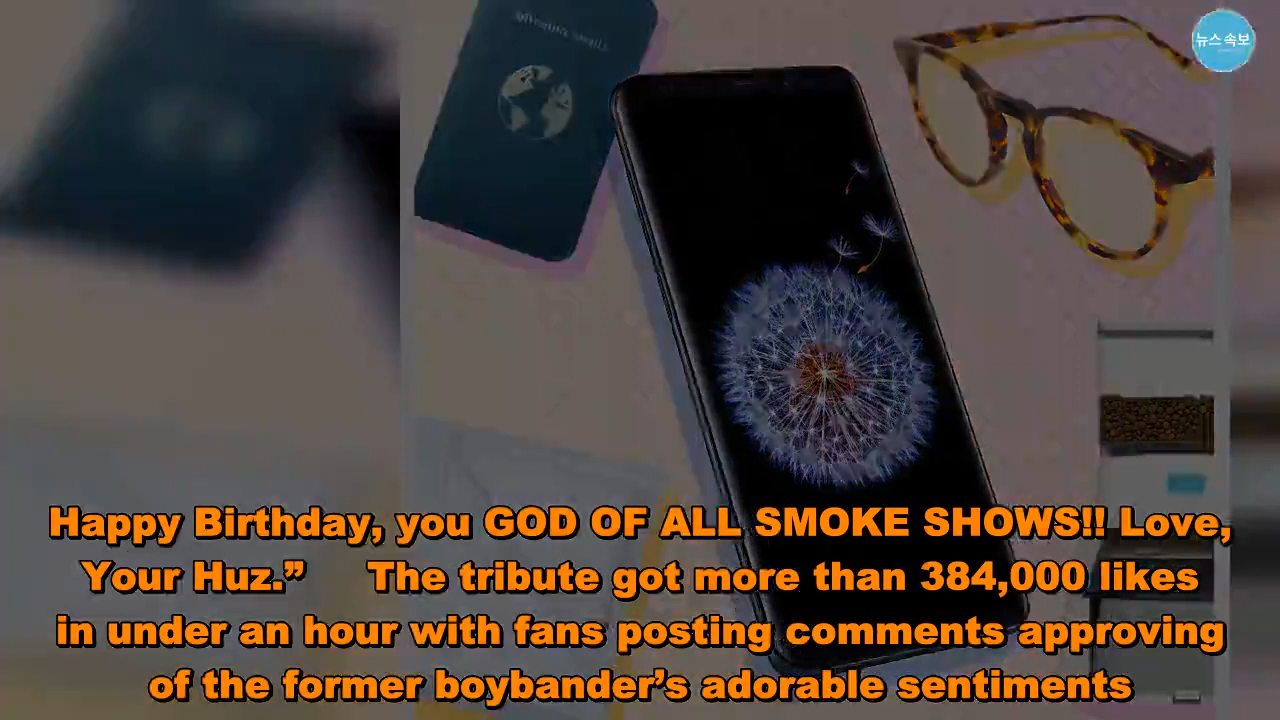 뉴스 속보
Happy Birthday, you GOD OF ALL SMOKE SHOWS!! Love,
Your Huz.” The tribute got more than 384,000 likes
in under an hour with fans posting comments approving
of the former boybander’s adorable sentiments